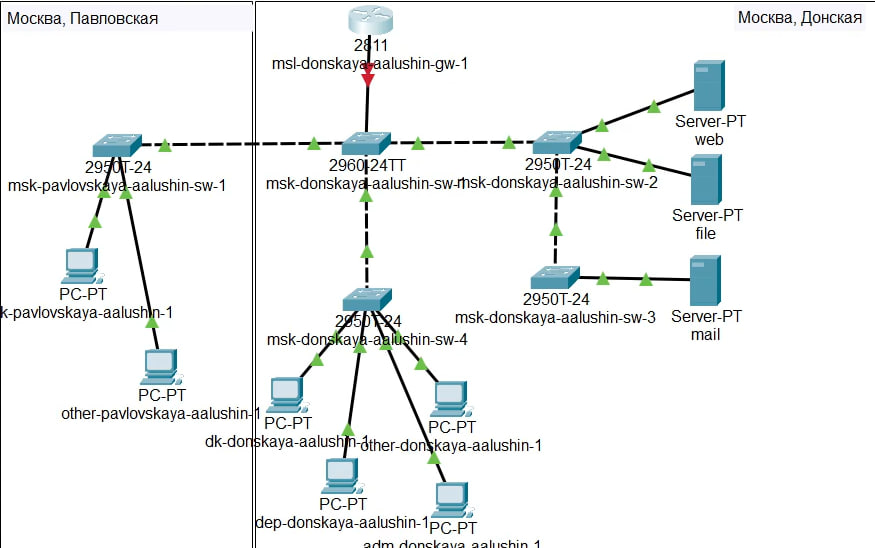 Москва, Павловская
Москва, Донская
2811
msl-donskaya-aalushin-gw-1
2950T-24
msk-pavlovskaya-aalushin-sw-1
2960-24TT
msk-donskaya-aalushin-sw-1
2950T-24
msk-donskaya-aalushin-sw-2
Server-PT
web
Server-PT
file
PC-PT
k-pavlovskaya-aalushin-1
2950T-24
msk-donskaya-aalushin-sw-3
Server-PT
mail
2950T-24
msk-donskaya-aalushin-sw-4
PC-PT
other-pavlovskaya-aalushin-1
PC-PT
dk-donskaya-aalushin-1
PC-PT
other-donskaya-aalushin-1
PC-PT
dep-donskaya-aalushin-1
PC-PT
adm-donskaya-aalushin-1